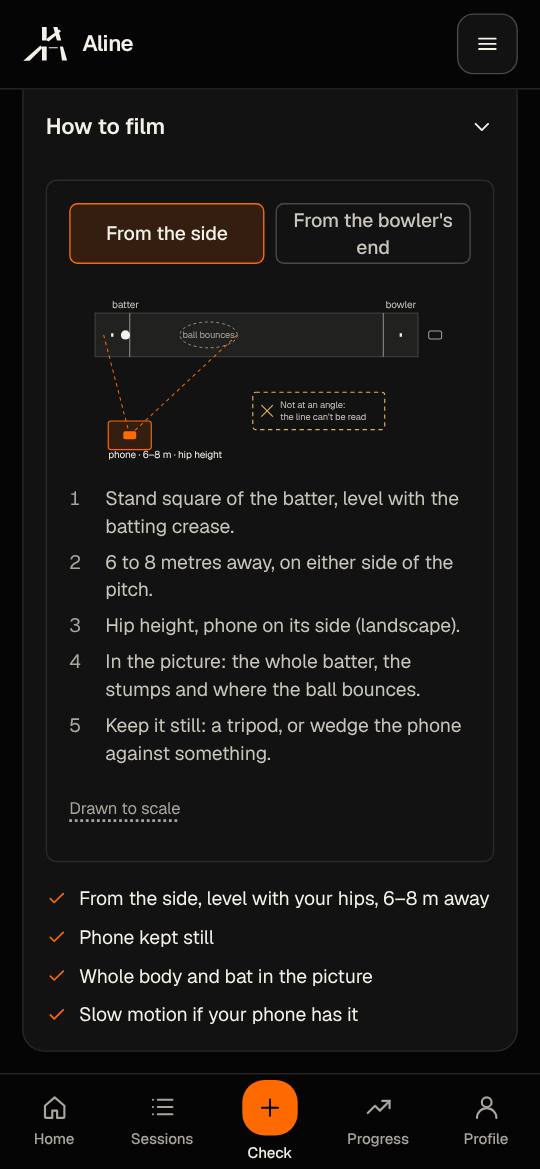 Aline
How to film
From the side
From the bowler's
end
batter
bowler
ball bounces
Not at an angle:
the line can't be read
phone · 6–8 m · hip height
1 Stand square of the batter, level with the
batting crease.
2 6 to 8 metres away, on either side of the
pitch.
3 Hip height, phone on its side (landscape).
4 In the picture: the whole batter, the
stumps and where the ball bounces.
5 Keep it still: a tripod, or wedge the phone
against something.
Drawn to scale
From the side, level with your hips, 6–8 m away
Phone kept still
Whole body and bat in the picture
Slow motion if your phone has it
Home
Sessions
Check
Progress
Profile